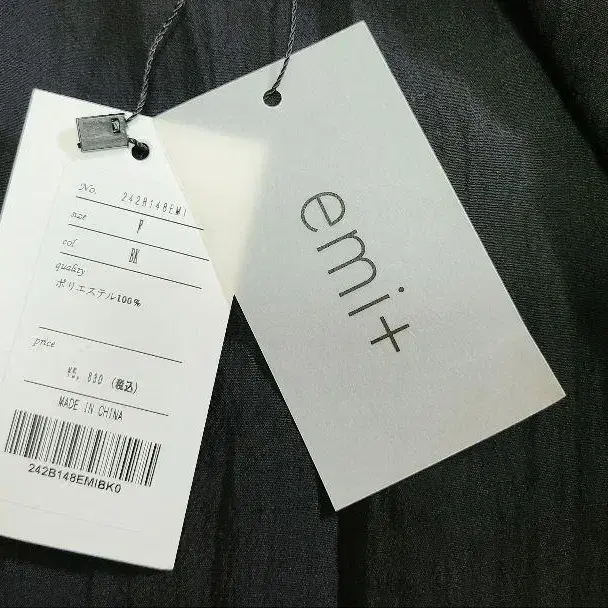 No. 242B148EMI
size F
col BK
quality
ポリエステル100%
price
¥5,830 (税込)
MADE IN CHINA
242B148EMIBK0
emi+